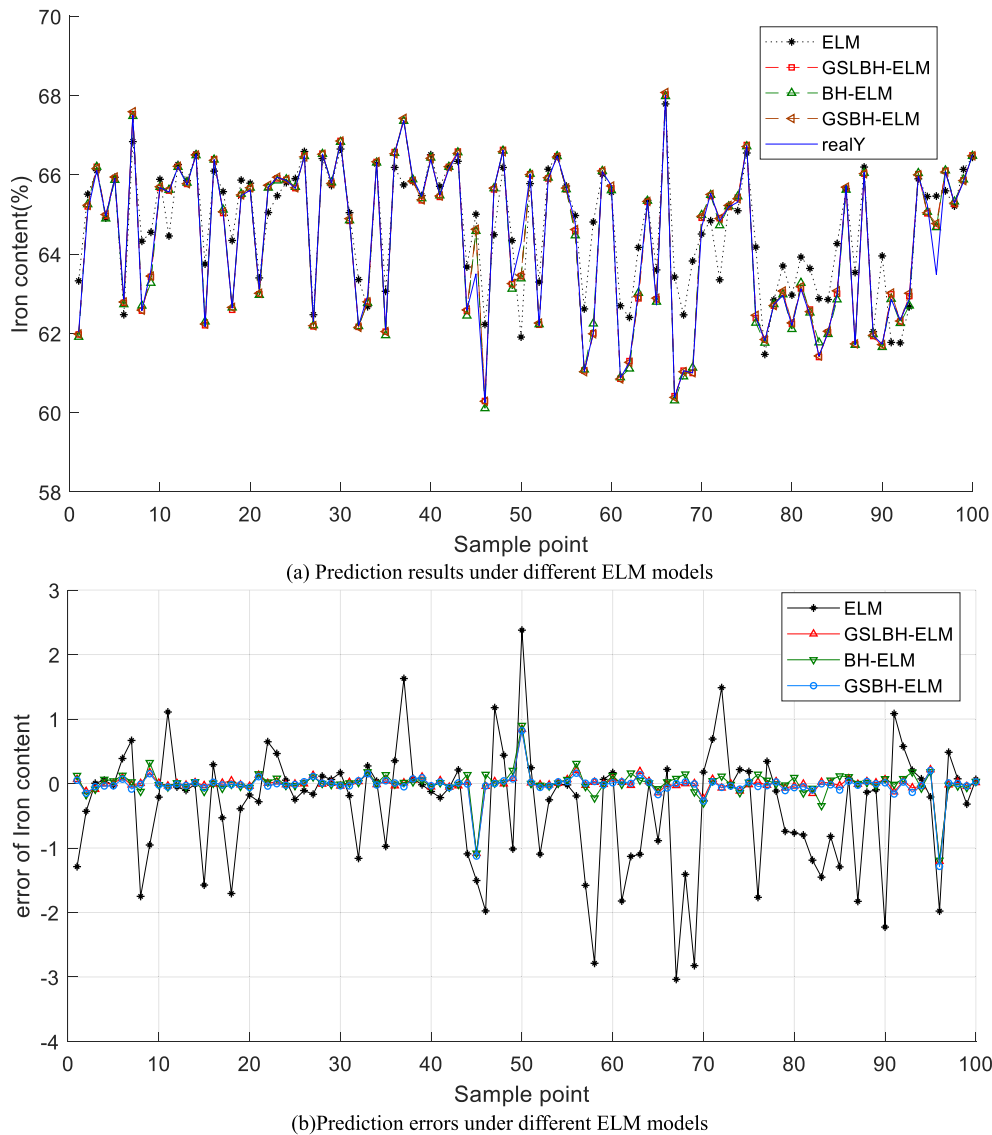 70
68
66
64
62
60
58
Iron content(%)
ELM
GSLBH-ELM
BH-ELM
GSBH-ELM
realY
0 10 20 30 40 50 60 70 80 90 100
Sample point
(a) Prediction results under different ELM models
3
2
1
0
-1
-2
-3
-4
error of Iron content
ELM
GSLBH-ELM
BH-ELM
GSBH-ELM
0 10 20 30 40 50 60 70 80 90 100
Sample point
(b)Prediction errors under different ELM models